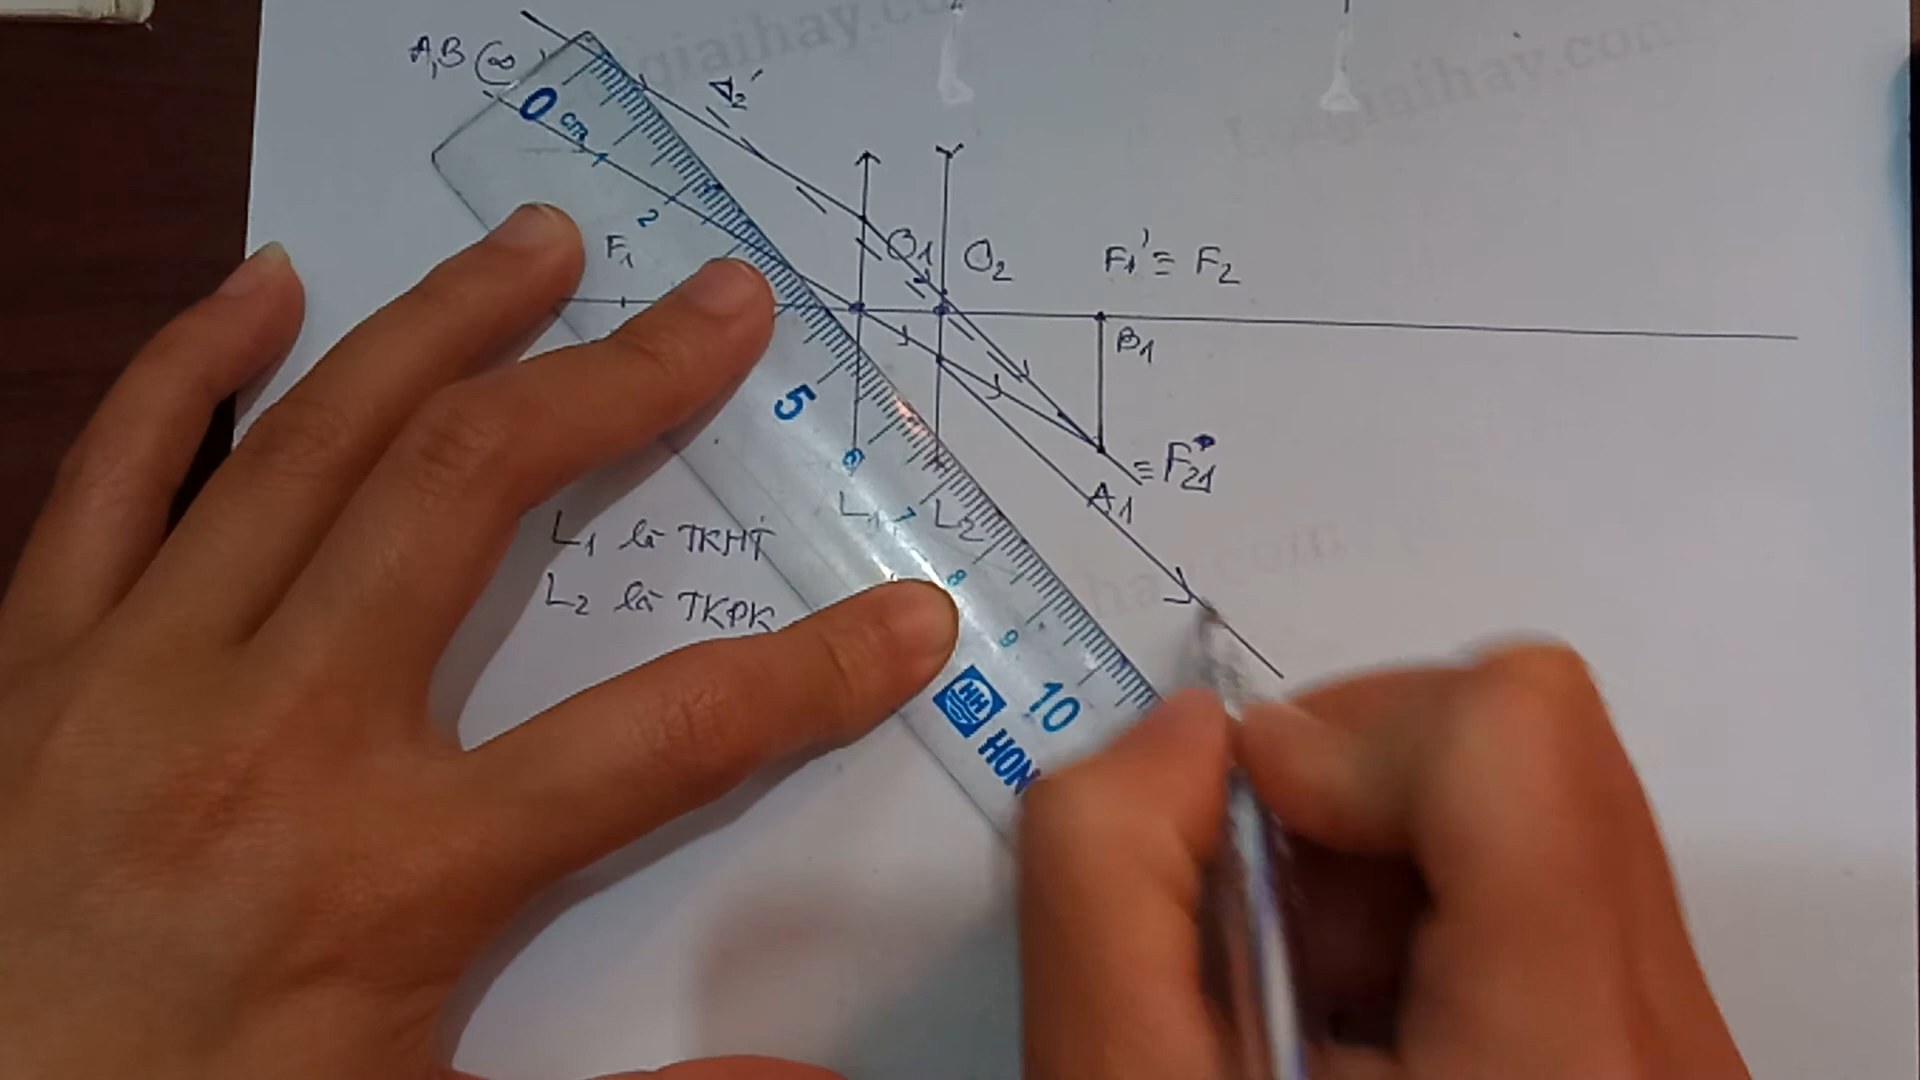 A,B (∞
Δ₂'
0 cm 1 2 5 6 7 8 9 10
HH HON
F₁
O₁ O₂
F₁' ≡ F₂
B₁
≡ F₂₁
A₁
L₁ L₂
L₁ là TKHT
L₂ là TKPK
Loigiaihay.com